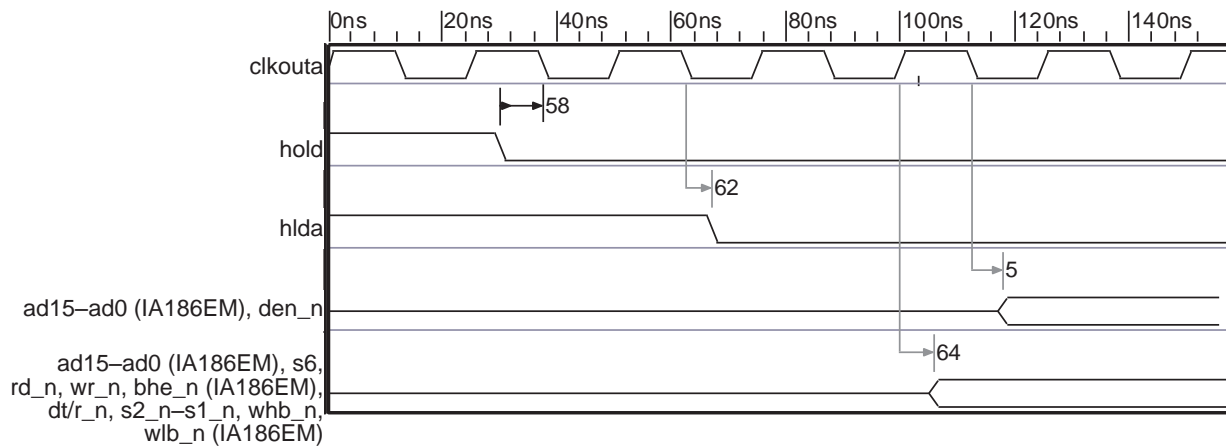 0ns 20ns 40ns 60ns 80ns 100ns 120ns 140ns
clkouta
58
hold
62
hlda
5
ad15–ad0 (IA186EM), den_n
64
ad15–ad0 (IA186EM), s6,
rd_n, wr_n, bhe_n (IA186EM),
dt/r_n, s2_n–s1_n, whb_n,
wlb_n (IA186EM)